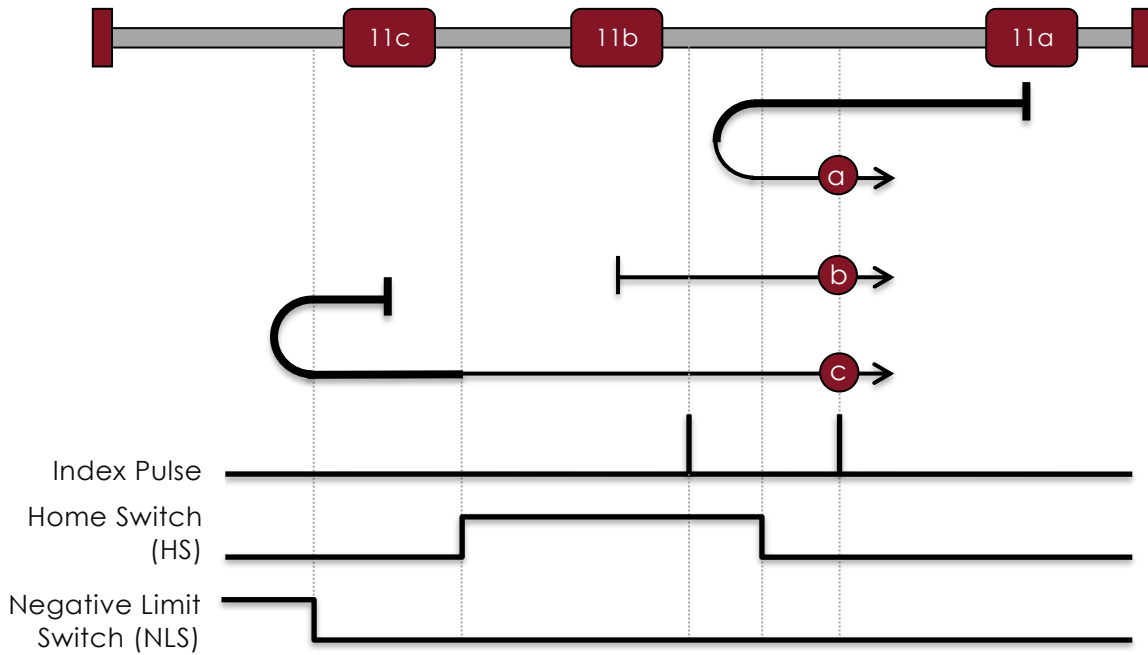 11c
11b
11a
a
b
c
Index Pulse
Home Switch
(HS)
Negative Limit
Switch (NLS)